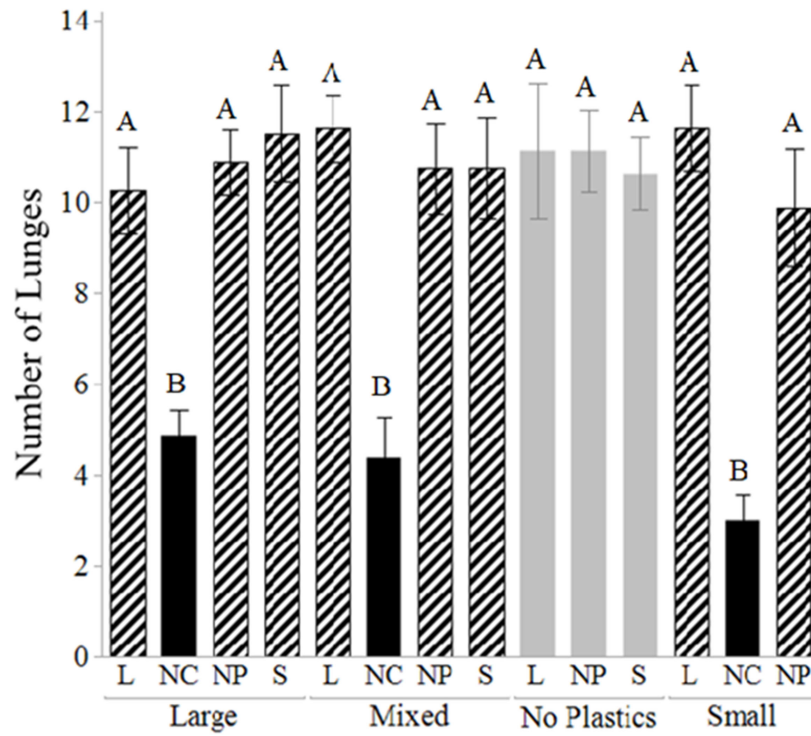 14
12
10
8
6
4
2
0
Number of Lunges
A
B
A
A
A
B
A
A
A
A
A
A
B
A
L NC NP S L NC NP S L NP S L NC NP
Large Mixed No Plastics Small